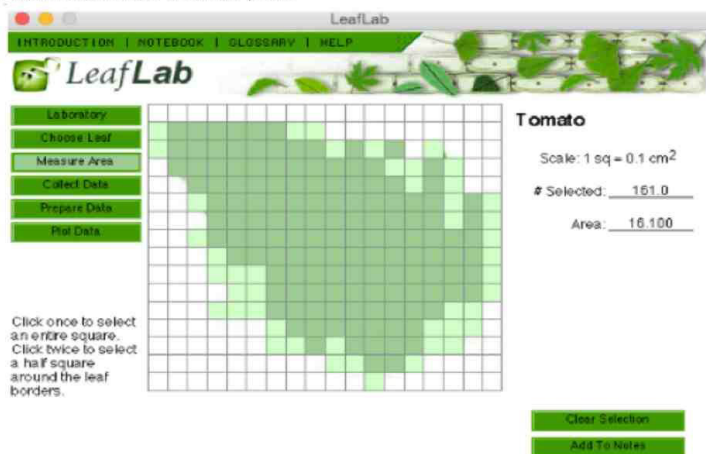 LeafLab
INTRODUCTION | NOTEBOOK | GLOSSARY | HELP
LeafLab
Laboratory
Choose Leaf
Measure Area
Collect Data
Prepare Data
Plot Data
Tomato
Scale: 1 sq = 0.1 cm²
# Selected: 161.0
Area: 16.100
Click once to select
an entire square.
Click twice to select
a half square
around the leaf
borders.
Clear Selection
Add To Notes